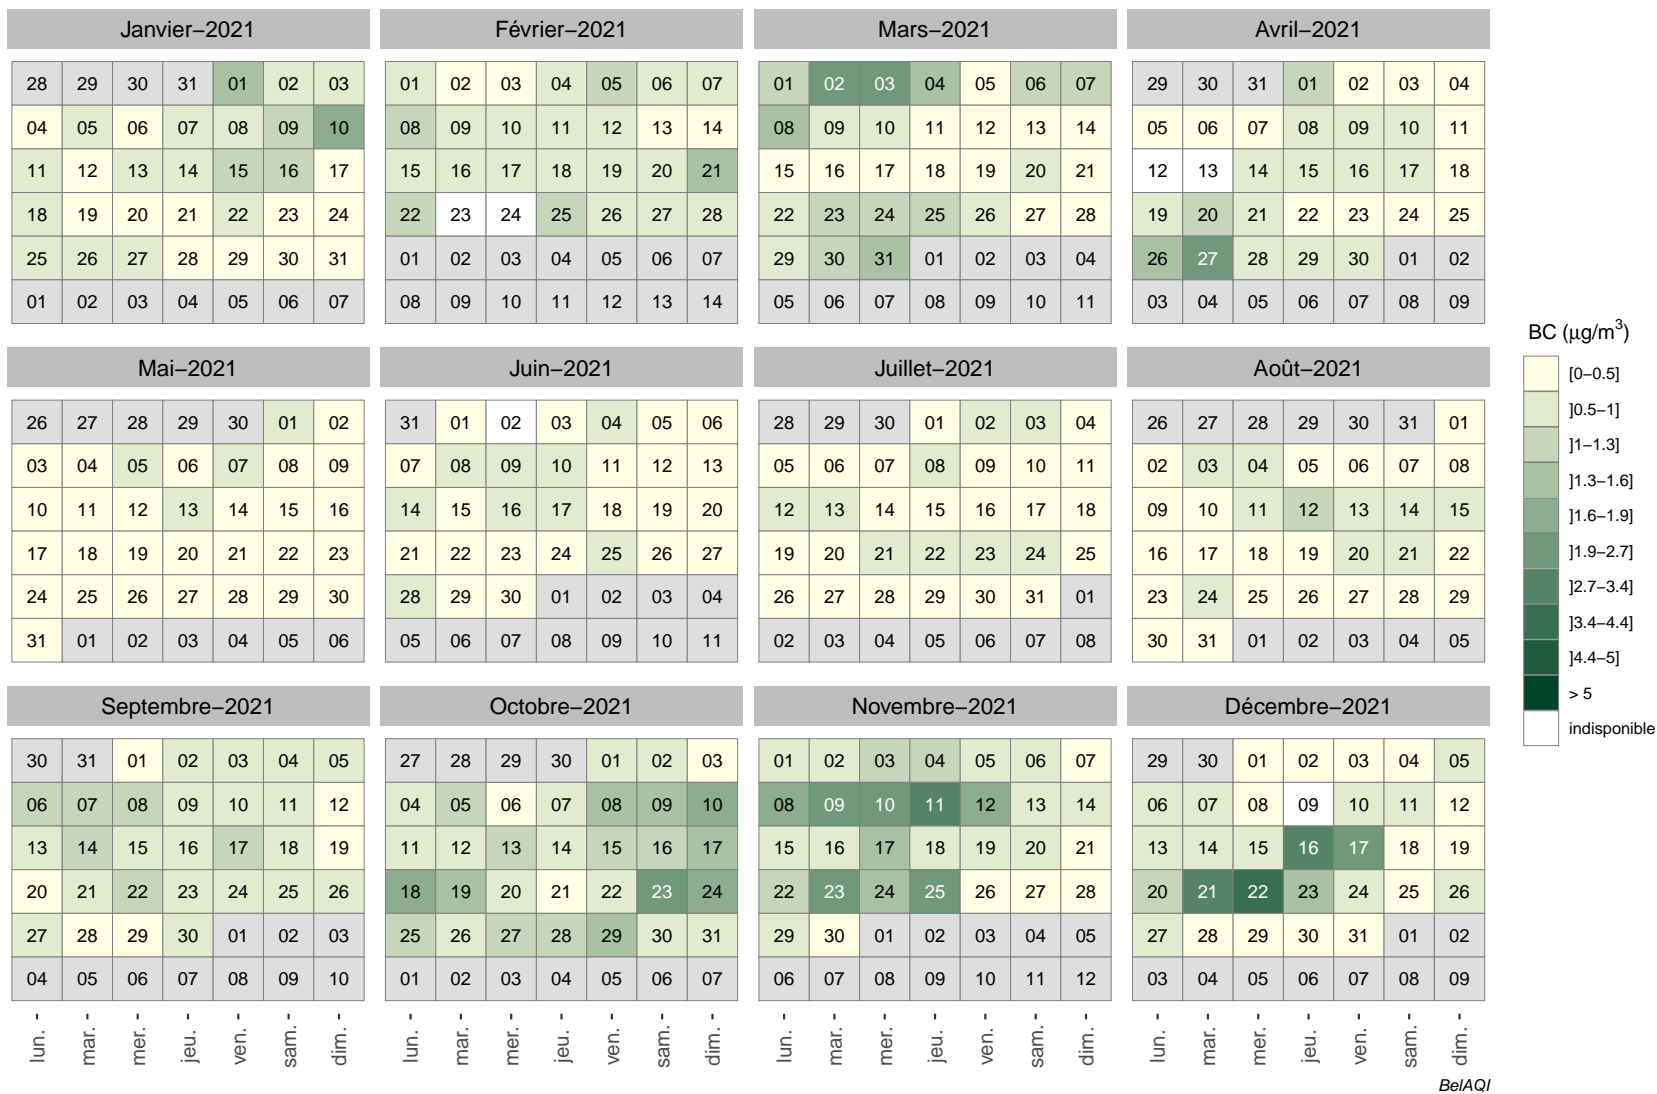 Janvier–2021 Février–2021 Mars–2021 Avril–2021
28 29 30 31 01 02 03 01 02 03 04 05 06 07 01 02 03 04 05 06 07 29 30 31 01 02 03 04
04 05 06 07 08 09 10 08 09 10 11 12 13 14 08 09 10 11 12 13 14 05 06 07 08 09 10 11
11 12 13 14 15 16 17 15 16 17 18 19 20 21 15 16 17 18 19 20 21 12 13 14 15 16 17 18
18 19 20 21 22 23 24 22 23 24 25 26 27 28 22 23 24 25 26 27 28 19 20 21 22 23 24 25
25 26 27 28 29 30 31 01 02 03 04 05 06 07 29 30 31 01 02 03 04 26 27 28 29 30 01 02
01 02 03 04 05 06 07 08 09 10 11 12 13 14 05 06 07 08 09 10 11 03 04 05 06 07 08 09
Mai–2021 Juin–2021 Juillet–2021 Août–2021
26 27 28 29 30 01 02 31 01 02 03 04 05 06 28 29 30 01 02 03 04 26 27 28 29 30 31 01
03 04 05 06 07 08 09 07 08 09 10 11 12 13 05 06 07 08 09 10 11 02 03 04 05 06 07 08
10 11 12 13 14 15 16 14 15 16 17 18 19 20 12 13 14 15 16 17 18 09 10 11 12 13 14 15
17 18 19 20 21 22 23 21 22 23 24 25 26 27 19 20 21 22 23 24 25 16 17 18 19 20 21 22
24 25 26 27 28 29 30 28 29 30 01 02 03 04 26 27 28 29 30 31 01 23 24 25 26 27 28 29
31 01 02 03 04 05 06 05 06 07 08 09 10 11 02 03 04 05 06 07 08 30 31 01 02 03 04 05
Septembre–2021 Octobre–2021 Novembre–2021 Décembre–2021
30 31 01 02 03 04 05 27 28 29 30 01 02 03 01 02 03 04 05 06 07 29 30 01 02 03 04 05
06 07 08 09 10 11 12 04 05 06 07 08 09 10 08 09 10 11 12 13 14 06 07 08 09 10 11 12
13 14 15 16 17 18 19 11 12 13 14 15 16 17 15 16 17 18 19 20 21 13 14 15 16 17 18 19
20 21 22 23 24 25 26 18 19 20 21 22 23 24 22 23 24 25 26 27 28 20 21 22 23 24 25 26
27 28 29 30 01 02 03 25 26 27 28 29 30 31 29 30 01 02 03 04 05 27 28 29 30 31 01 02
04 05 06 07 08 09 10 01 02 03 04 05 06 07 06 07 08 09 10 11 12 03 04 05 06 07 08 09
lun. mar. mer. jeu. ven. sam. dim. lun. mar. mer. jeu. ven. sam. dim. lun. mar. mer. jeu. ven. sam. dim. lun. mar. mer. jeu. ven. sam. dim.
BC (μg/m³)
[0–0.5]
]0.5–1]
]1–1.3]
]1.3–1.6]
]1.6–1.9]
]1.9–2.7]
]2.7–3.4]
]3.4–4.4]
]4.4–5]
> 5
indisponible
BelAQI